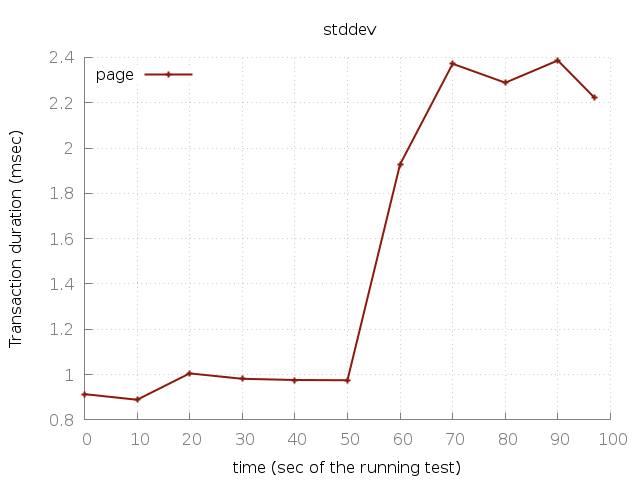 stddev
page
2.4
2.2
2
1.8
1.6
1.4
1.2
1
0.8
0 10 20 30 40 50 60 70 80 90 100
Transaction duration (msec)
time (sec of the running test)